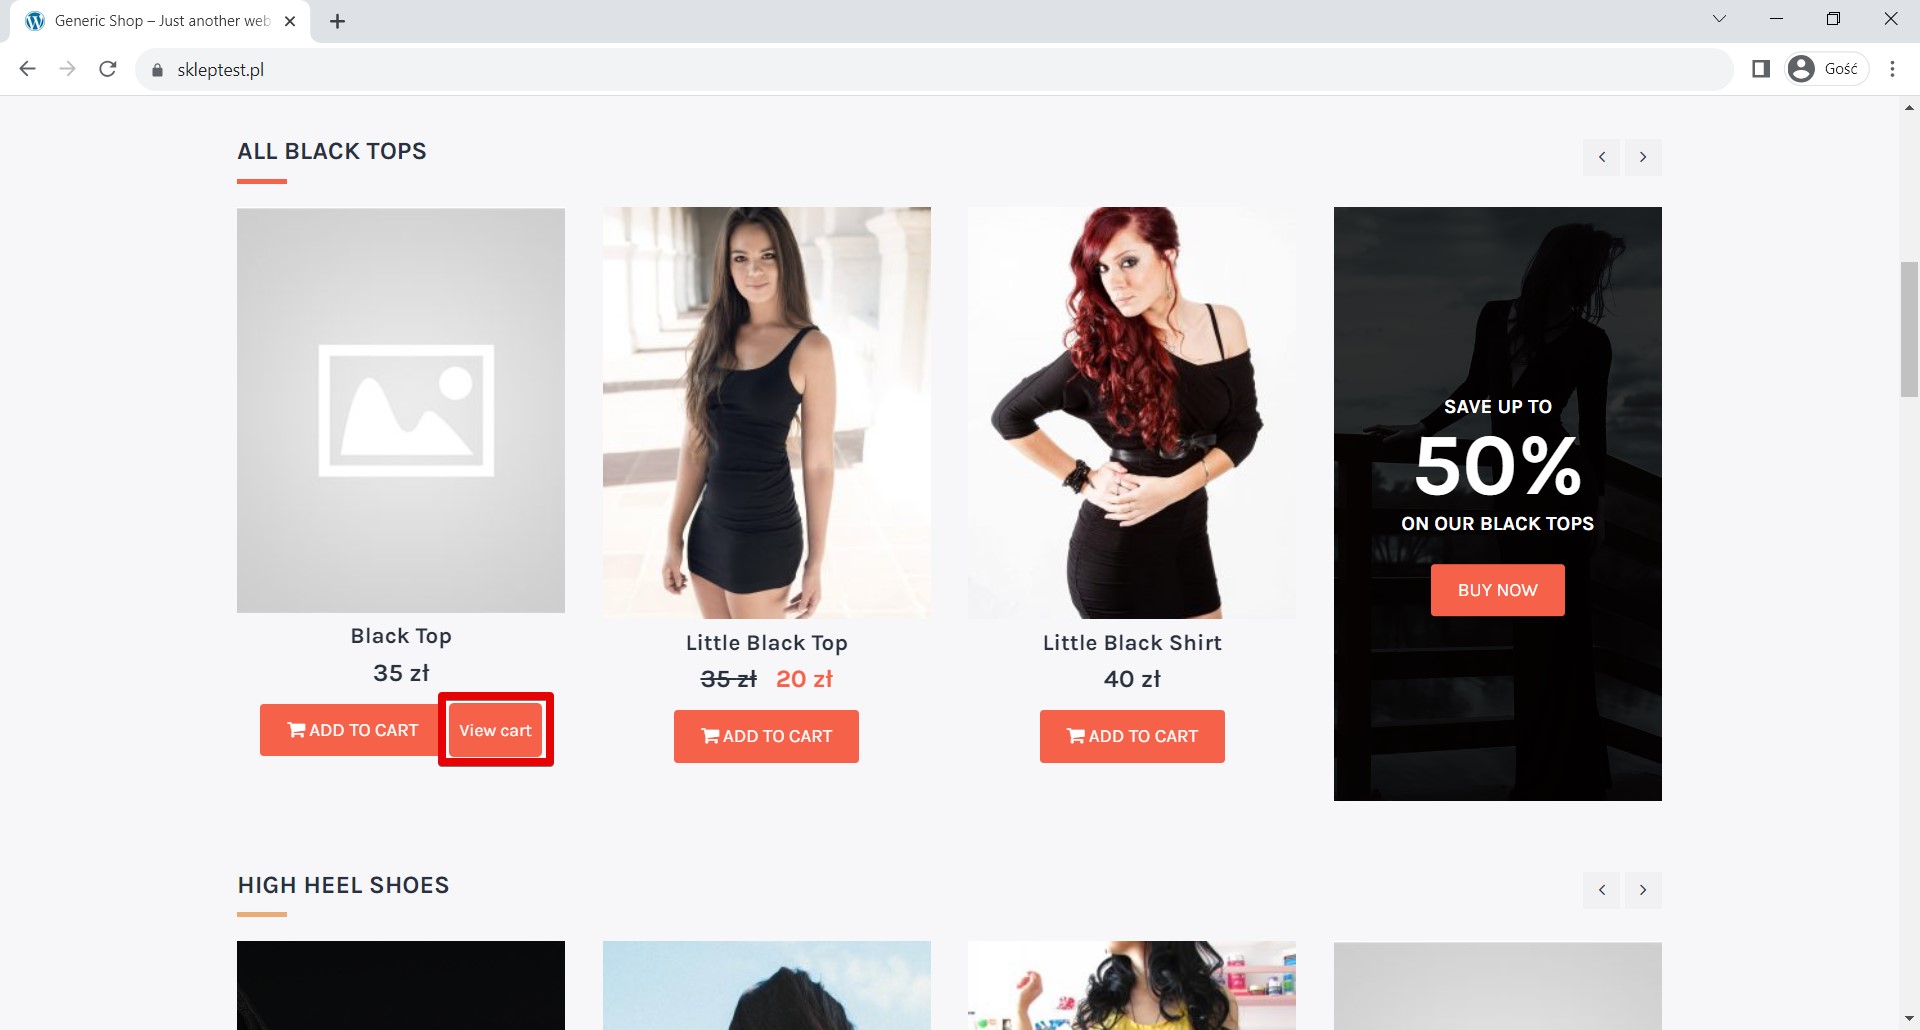 Generic Shop – Just another web
skleptest.pl
Gość
ALL BLACK TOPS
SAVE UP TO
50%
ON OUR BLACK TOPS
BUY NOW
Black Top
35 zł
ADD TO CART
View cart
Little Black Top
35 zł 20 zł
ADD TO CART
Little Black Shirt
40 zł
ADD TO CART
HIGH HEEL SHOES